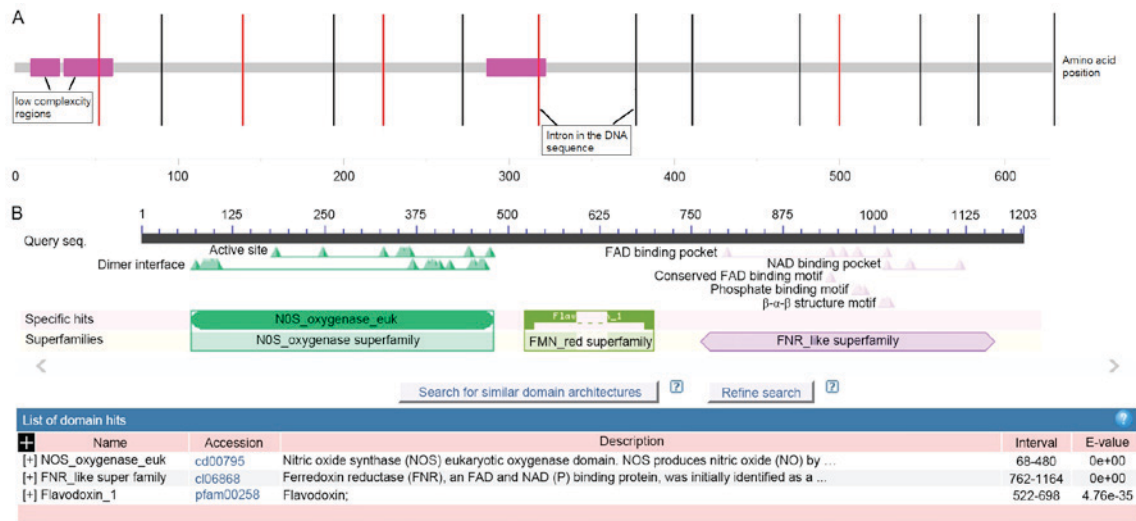 A
Amino acid
position
low complexcity
regions
Intron in the DNA
sequence
0 100 200 300 400 500 600
B
1 125 250 375 500 625 750 875 1000 1125 1203
Query seq.
Active site FAD binding pocket
Dimer interface NAD binding pocket
Conserved FAD binding motif
Phosphate binding motif
β-α-β structure motif
Specific hits N0S_oxygenase_euk
Superfamilies N0S_oxygenase superfamily FMN_red superfamily FNR_like superfamily
Search for similar domain architectures ? Refine search ?
List of domain hits ?
+ Name Accession Description Interval E-value
[+] NOS_oxygenase_euk cd00795 Nitric oxide synthase (NOS) eukaryotic oxygenase domain. NOS produces nitric oxide (NO) by ... 68-480 0e+00
[+] FNR_like super family cl06868 Ferredoxin reductase (FNR), an FAD and NAD (P) binding protein, was initially identified as a ... 762-1164 0e+00
[+] Flavodoxin_1 pfam00258 Flavodoxin; 522-698 4.76e-35